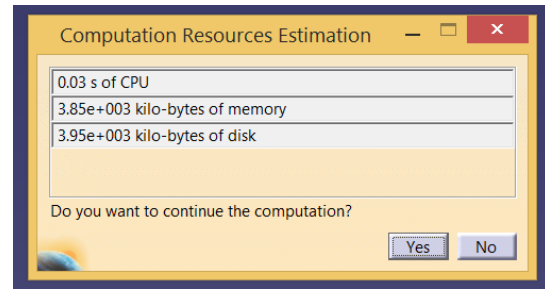 Computation Resources Estimation
0.03 s of CPU
3.85e+003 kilo-bytes of memory
3.95e+003 kilo-bytes of disk
Do you want to continue the computation?
Yes No